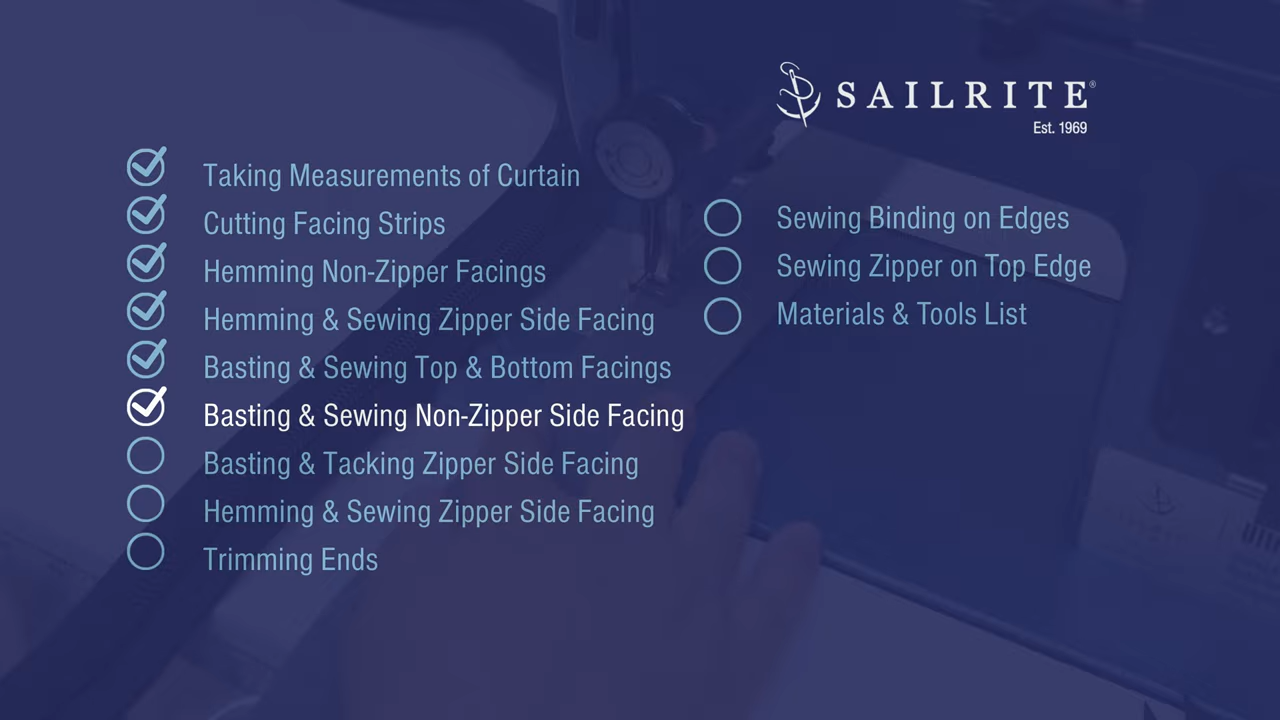 SAILRITE®
Est. 1969
Taking Measurements of Curtain
Cutting Facing Strips
Hemming Non-Zipper Facings
Hemming & Sewing Zipper Side Facing
Basting & Sewing Top & Bottom Facings
Basting & Sewing Non-Zipper Side Facing
Basting & Tacking Zipper Side Facing
Hemming & Sewing Zipper Side Facing
Trimming Ends
Sewing Binding on Edges
Sewing Zipper on Top Edge
Materials & Tools List